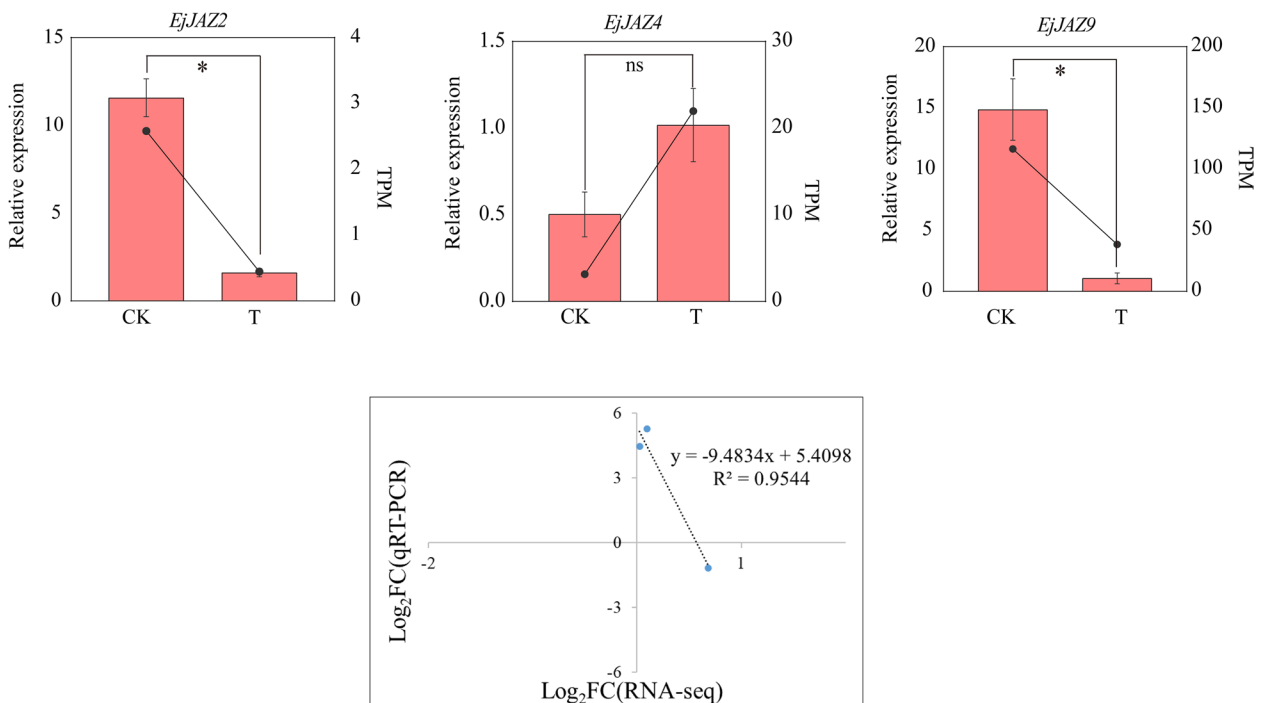 EjJAZ2
15
10
5
0
Relative expression
4
3
2
1
0
TPM
*
CK
T
EjJAZ4
1.5
1.0
0.5
0.0
Relative expression
30
20
10
0
TPM
ns
CK
T
EjJAZ9
20
15
10
5
0
Relative expression
200
150
100
50
0
TPM
*
CK
T
6
3
0
-3
-6
-2
1
y = -9.4834x + 5.4098
R² = 0.9544
Log₂FC(qRT-PCR)
Log₂FC(RNA-seq)